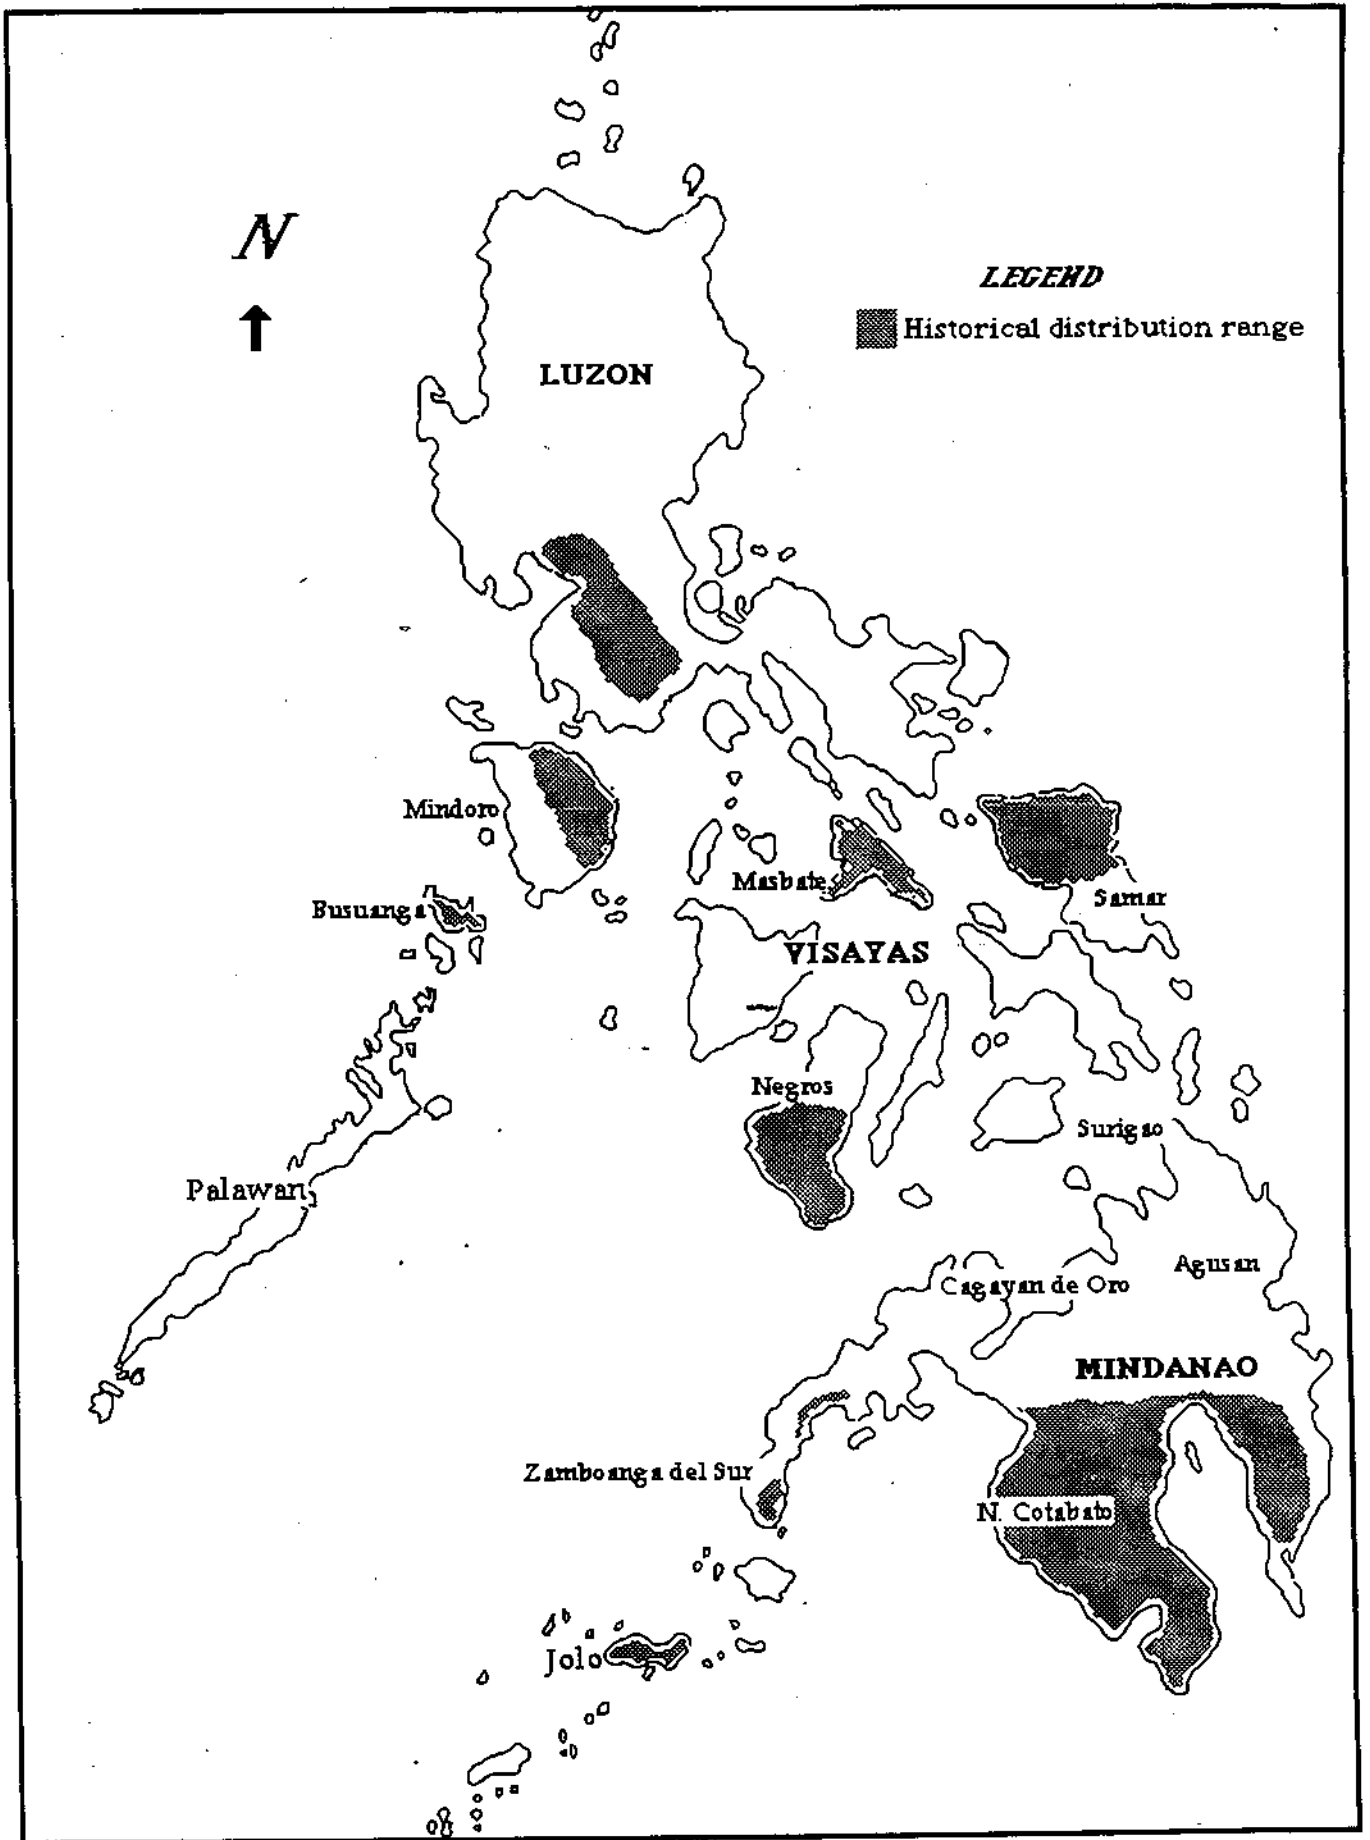 N
LEGEND
Historical distribution range
LUZON
Mindoro
Masbate
Samar
Busuanga
VISAYAS
Negros
Surigao
Palawan
Agusan
Cagayan de Oro
MINDANAO
Zamboanga del Sur
N. Cotabato
Jolo